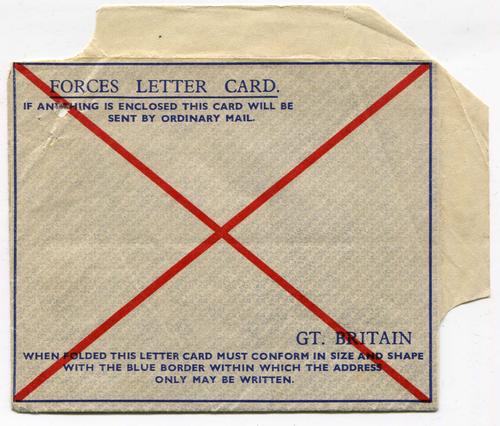 FORCES LETTER CARD.
IF ANYTHING IS ENCLOSED THIS CARD WILL BE
SENT BY ORDINARY MAIL.
GT. BRITAIN
WHEN FOLDED THIS LETTER CARD MUST CONFORM IN SIZE AND SHAPE
WITH THE BLUE BORDER WITHIN WHICH THE ADDRESS
ONLY MAY BE WRITTEN.